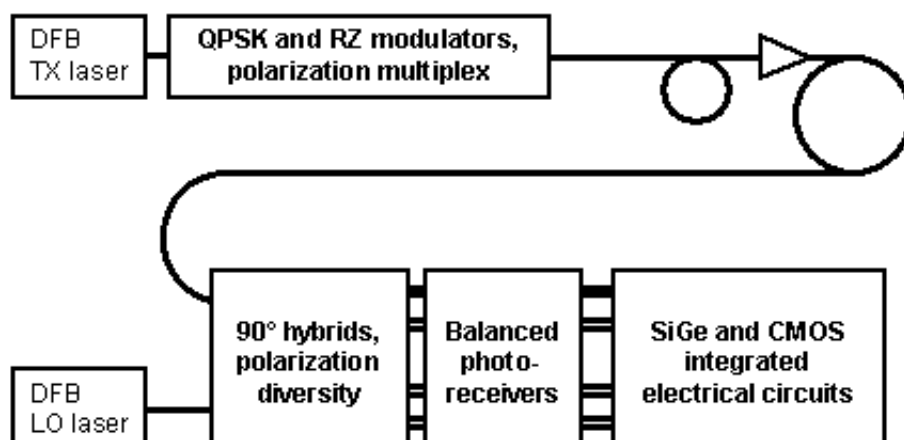 DFB
TX laser
QPSK and RZ modulators,
polarization multiplex
90° hybrids,
polarization
diversity
Balanced
photo-
receivers
SiGe and CMOS
integrated
electrical circuits
DFB
LO laser